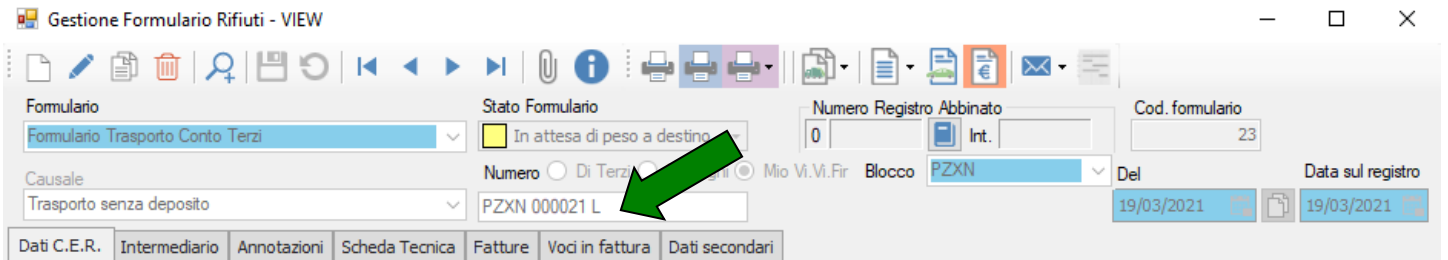 Gestione Formulario Rifiuti - VIEW
Formulario
Stato Formulario
Numero Registro Abbinato
Cod. formulario
Formulario Trasporto Conto Terzi
In attesa di peso a destino
0
Int.
23
Causale
Numero
Di Terzi
Mio Vi.Vi.Fir
Blocco
PZXN
Del
Data sul registro
Trasporto senza deposito
PZXN 000021 L
19/03/2021
19/03/2021
Dati C.E.R.
Intermediario
Annotazioni
Scheda Tecnica
Fatture
Voci in fattura
Dati secondari